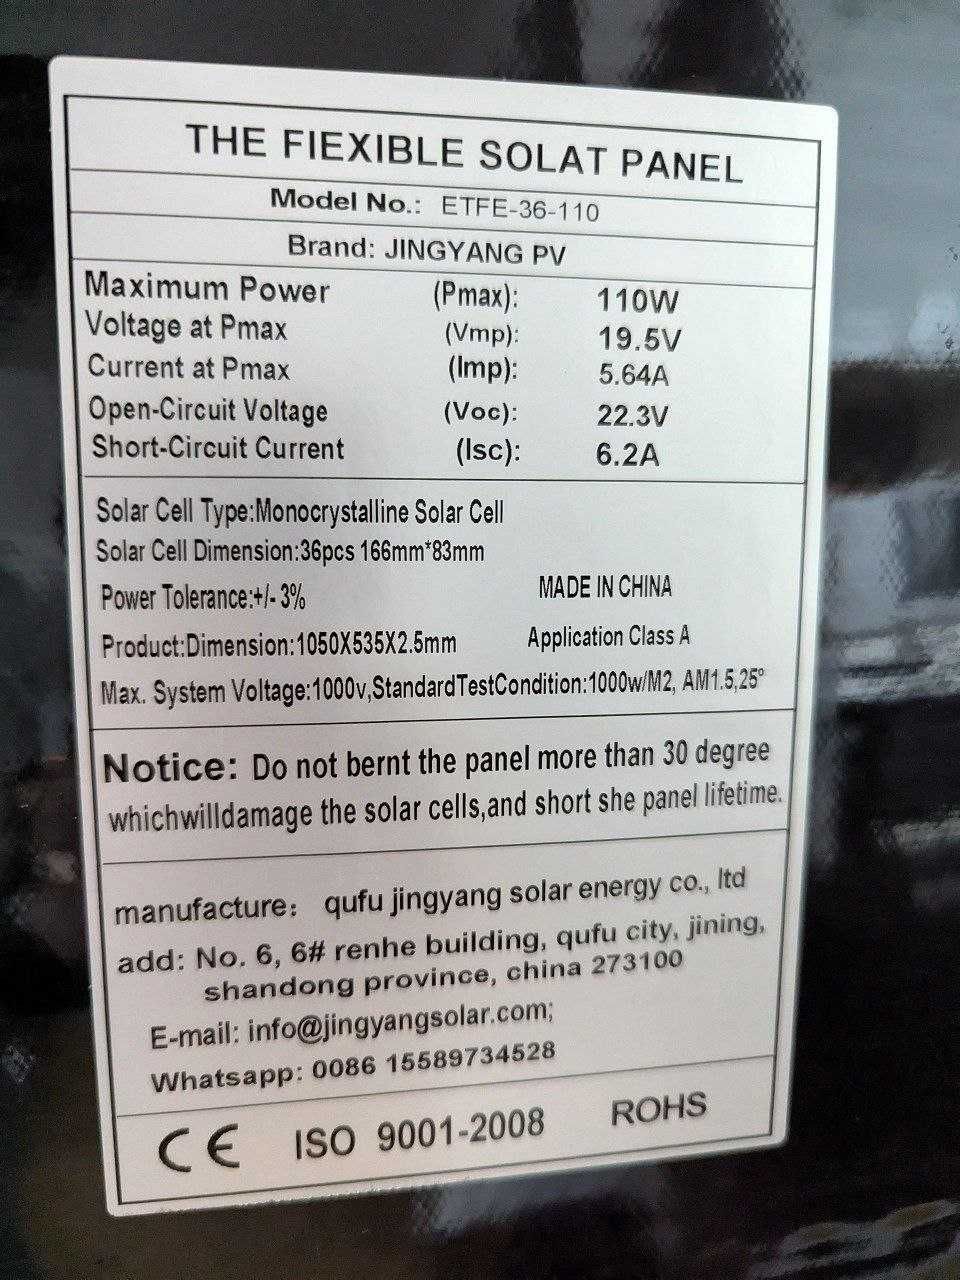 THE FIEXIBLE SOLAT PANEL
Model No.: ETFE-36-110
Brand: JINGYANG PV
Maximum Power (Pmax): 110W
Voltage at Pmax (Vmp): 19.5V
Current at Pmax (Imp): 5.64A
Open-Circuit Voltage (Voc): 22.3V
Short-Circuit Current (Isc): 6.2A
Solar Cell Type:Monocrystalline Solar Cell
Solar Cell Dimension:36pcs 166mm*83mm
Power Tolerance:+/- 3% MADE IN CHINA
Product:Dimension:1050X535X2.5mm Application Class A
Max. System Voltage:1000v,StandardTestCondition:1000w/M2, AM1.5,25°
Notice: Do not bernt the panel more than 30 degree
whichwilldamage the solar cells,and short she panel lifetime.
manufacture: qufu jingyang solar energy co., ltd
add: No. 6, 6# renhe building, qufu city, jining,
shandong province, china 273100
E-mail: info@jingyangsolar.com;
Whatsapp: 0086 15589734528
CE ISO 9001-2008 ROHS